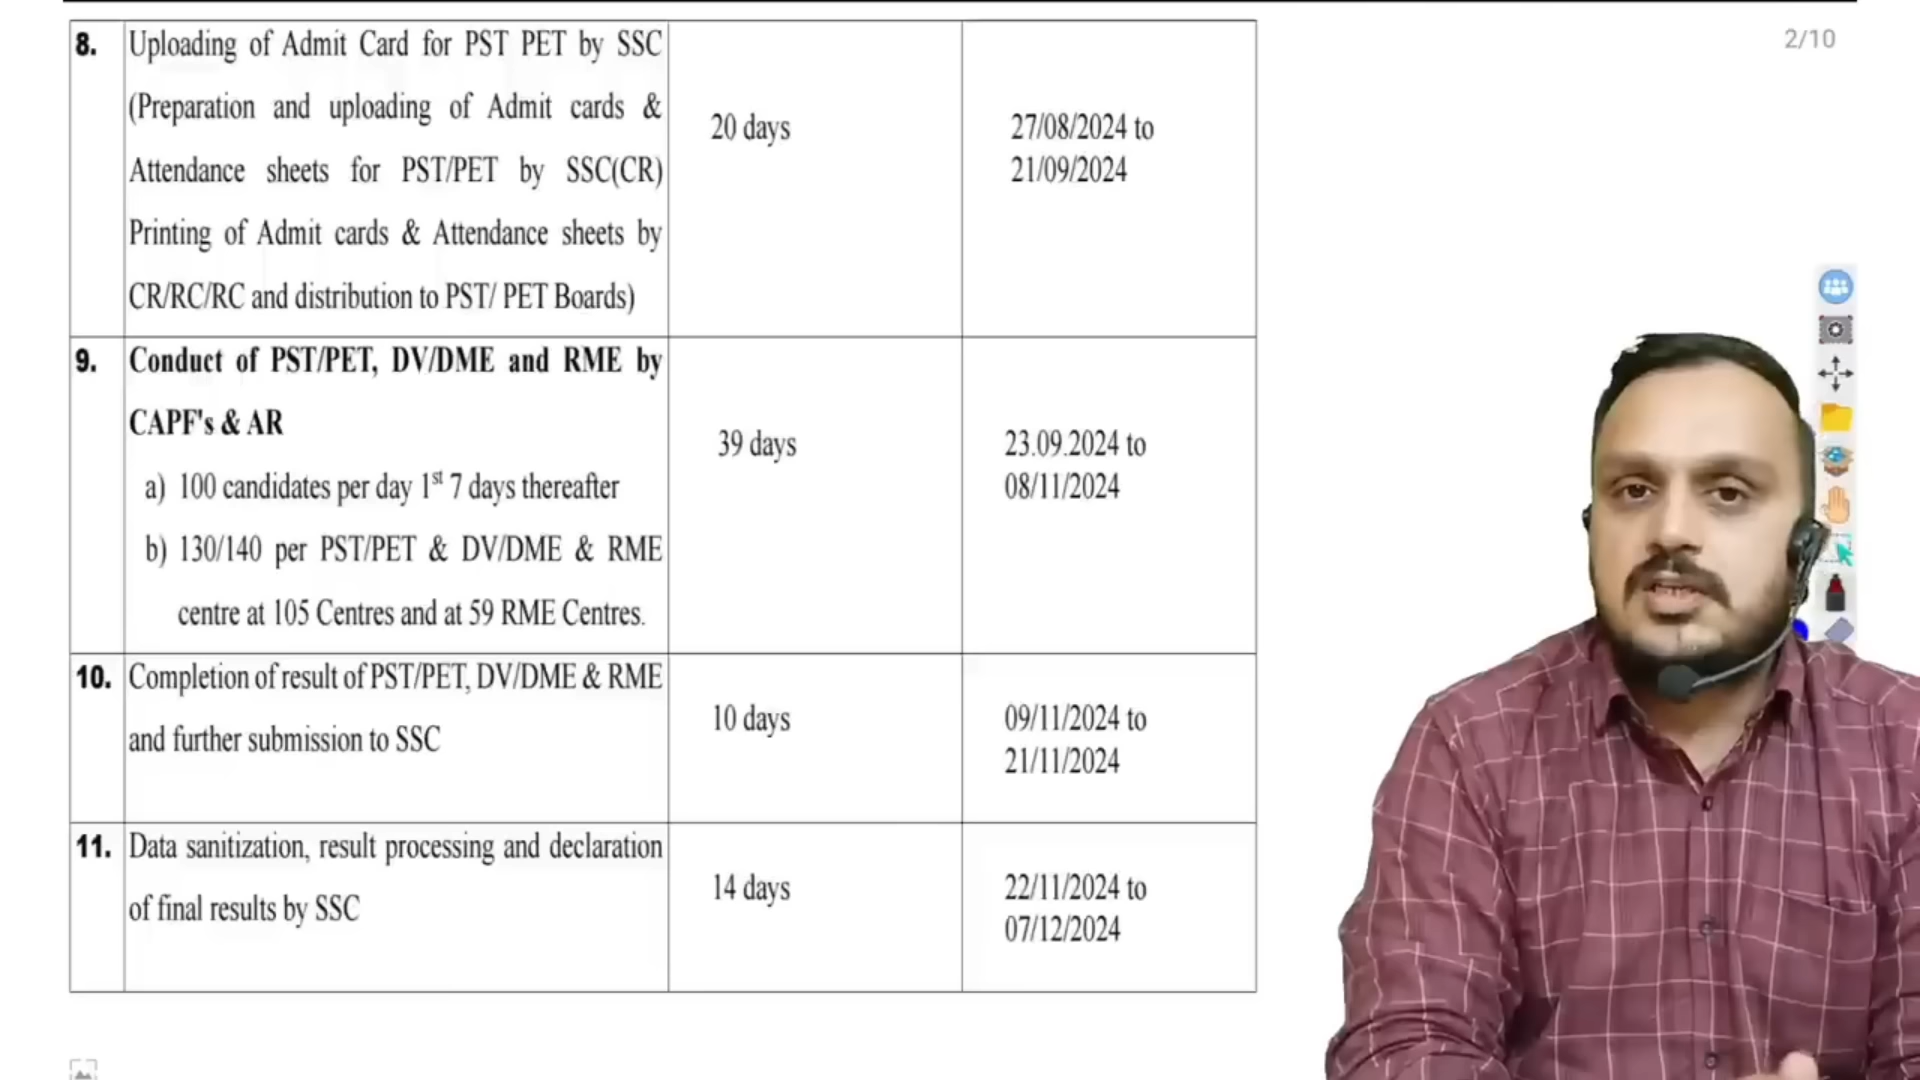 2/10
8. Uploading of Admit Card for PST PET by SSC
(Preparation and uploading of Admit cards &
Attendance sheets for PST/PET by SSC(CR)
Printing of Admit cards & Attendance sheets by
CR/RC/RC and distribution to PST/ PET Boards)
20 days
27/08/2024 to
21/09/2024
9. Conduct of PST/PET, DV/DME and RME by
CAPF's & AR
a) 100 candidates per day 1st 7 days thereafter
b) 130/140 per PST/PET & DV/DME & RME
centre at 105 Centres and at 59 RME Centres.
39 days
23.09.2024 to
08/11/2024
10. Completion of result of PST/PET, DV/DME & RME
and further submission to SSC
10 days
09/11/2024 to
21/11/2024
11. Data sanitization, result processing and declaration
of final results by SSC
14 days
22/11/2024 to
07/12/2024